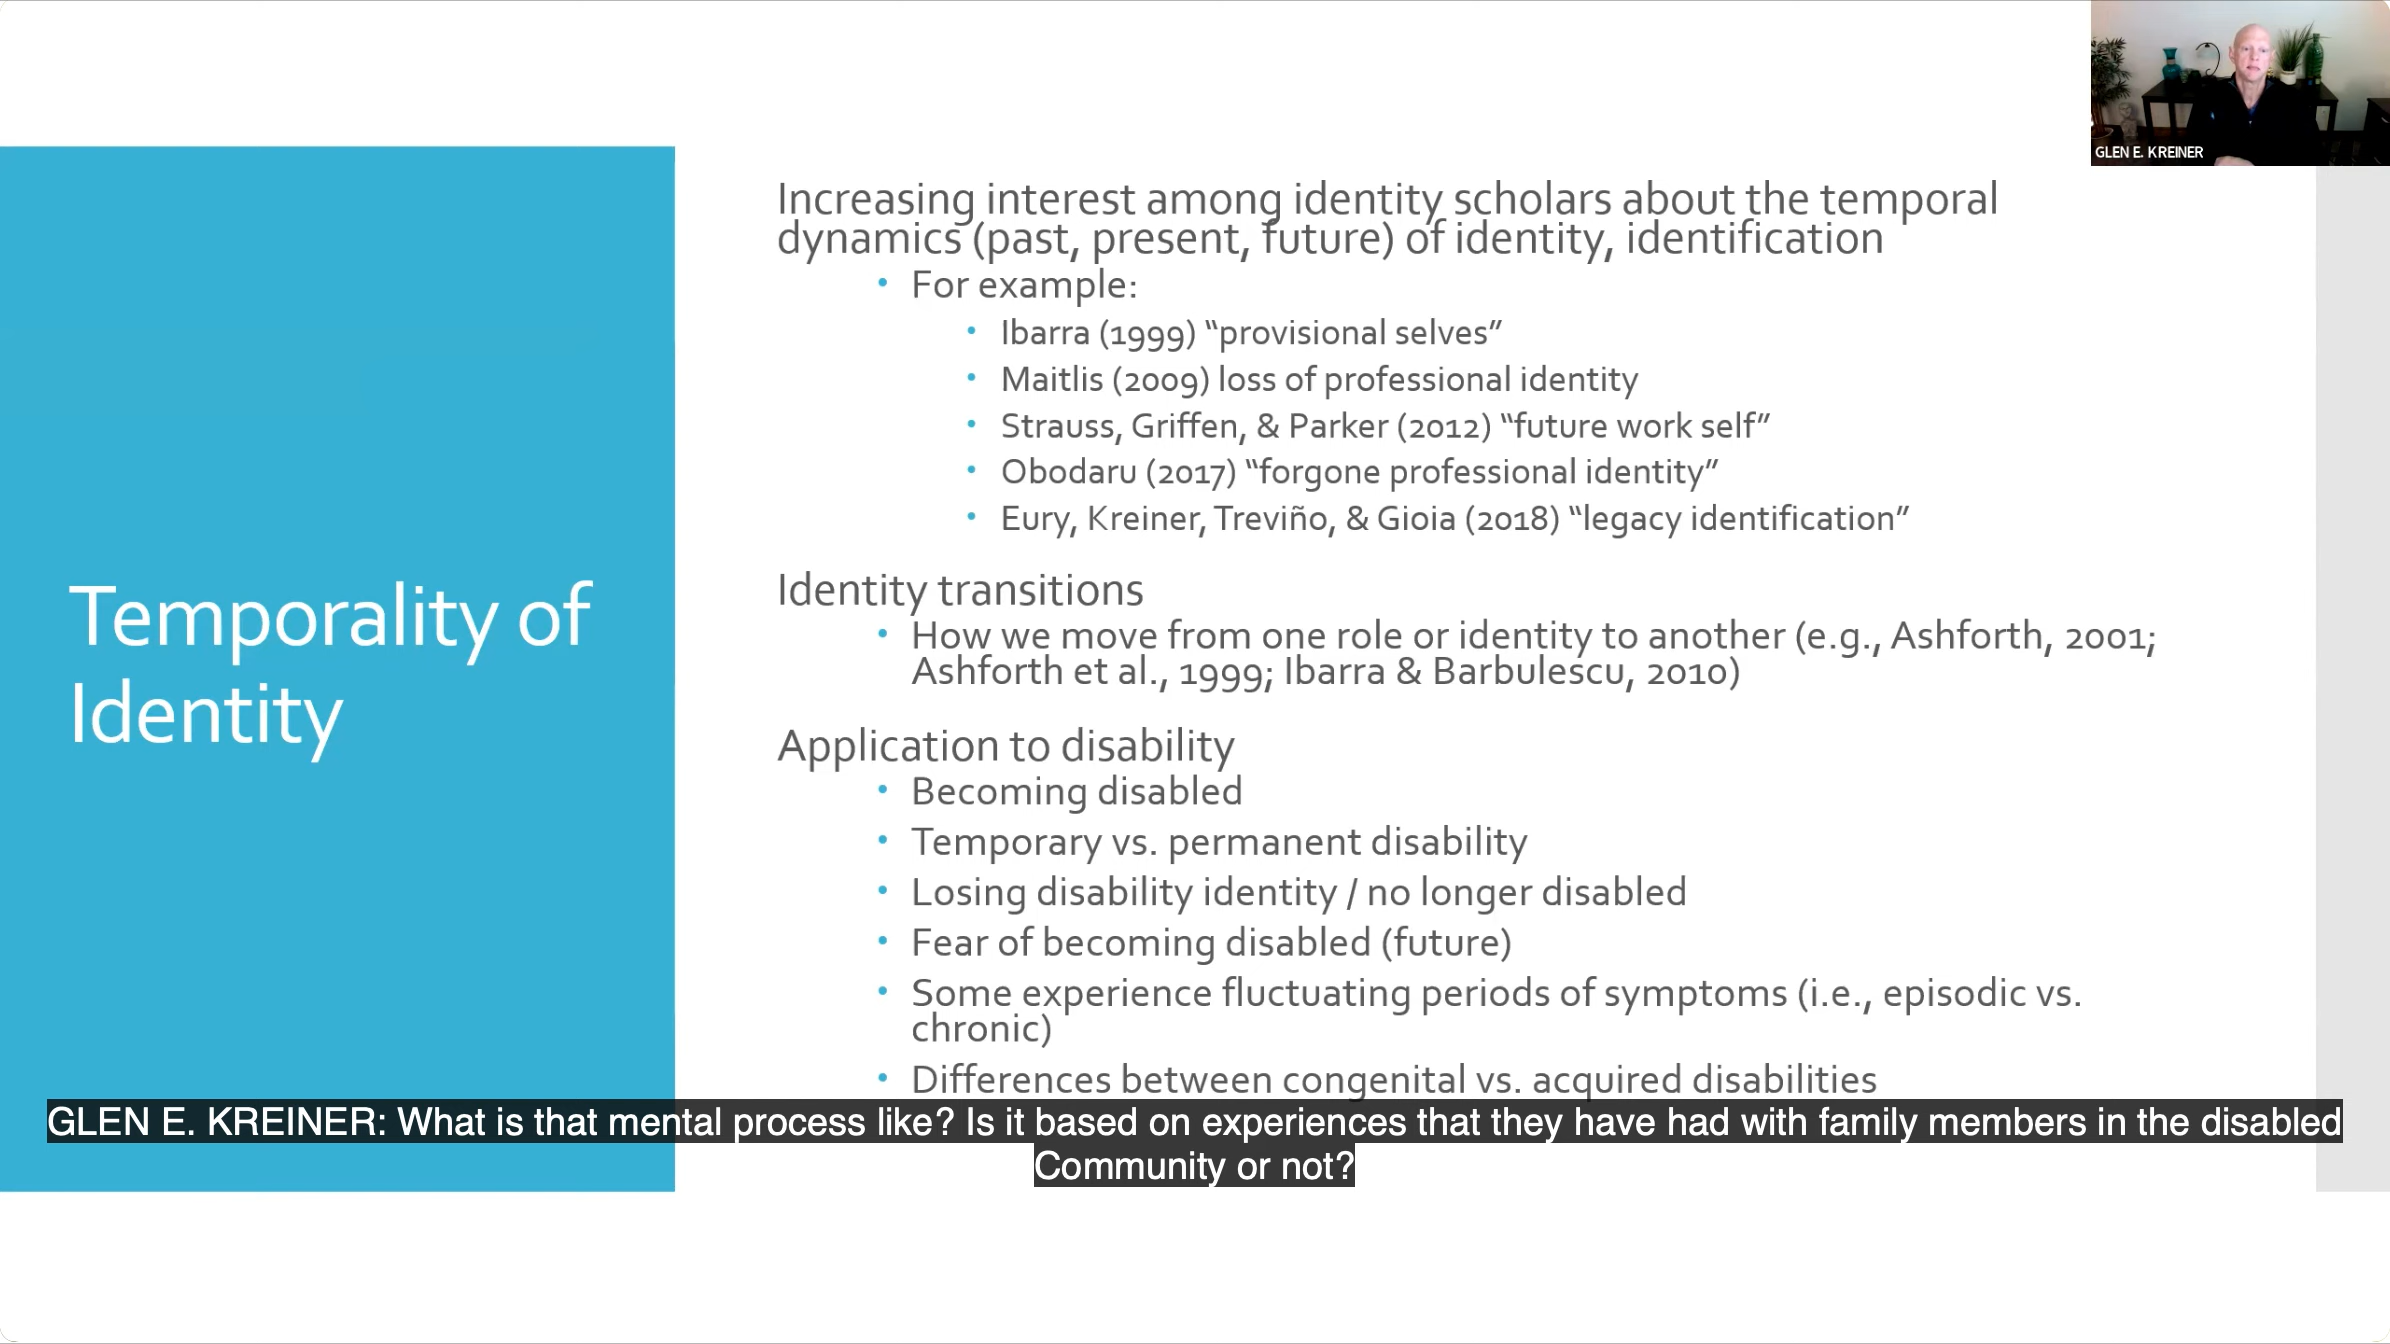 GLEN E. KREINER
Temporality of
Identity
Increasing interest among identity scholars about the temporal
dynamics (past, present, future) of identity, identification
• For example:
• Ibarra (1999) “provisional selves”
• Maitlis (2009) loss of professional identity
• Strauss, Griffen, & Parker (2012) “future work self”
• Obodaru (2017) “forgone professional identity”
• Eury, Kreiner, Treviño, & Gioia (2018) “legacy identification”
Identity transitions
• How we move from one role or identity to another (e.g., Ashforth, 2001;
Ashforth et al., 1999; Ibarra & Barbulescu, 2010)
Application to disability
• Becoming disabled
• Temporary vs. permanent disability
• Losing disability identity / no longer disabled
• Fear of becoming disabled (future)
• Some experience fluctuating periods of symptoms (i.e., episodic vs.
chronic)
• Differences between congenital vs. acquired disabilities
GLEN E. KREINER: What is that mental process like? Is it based on experiences that they have had with family members in the disabled
Community or not?